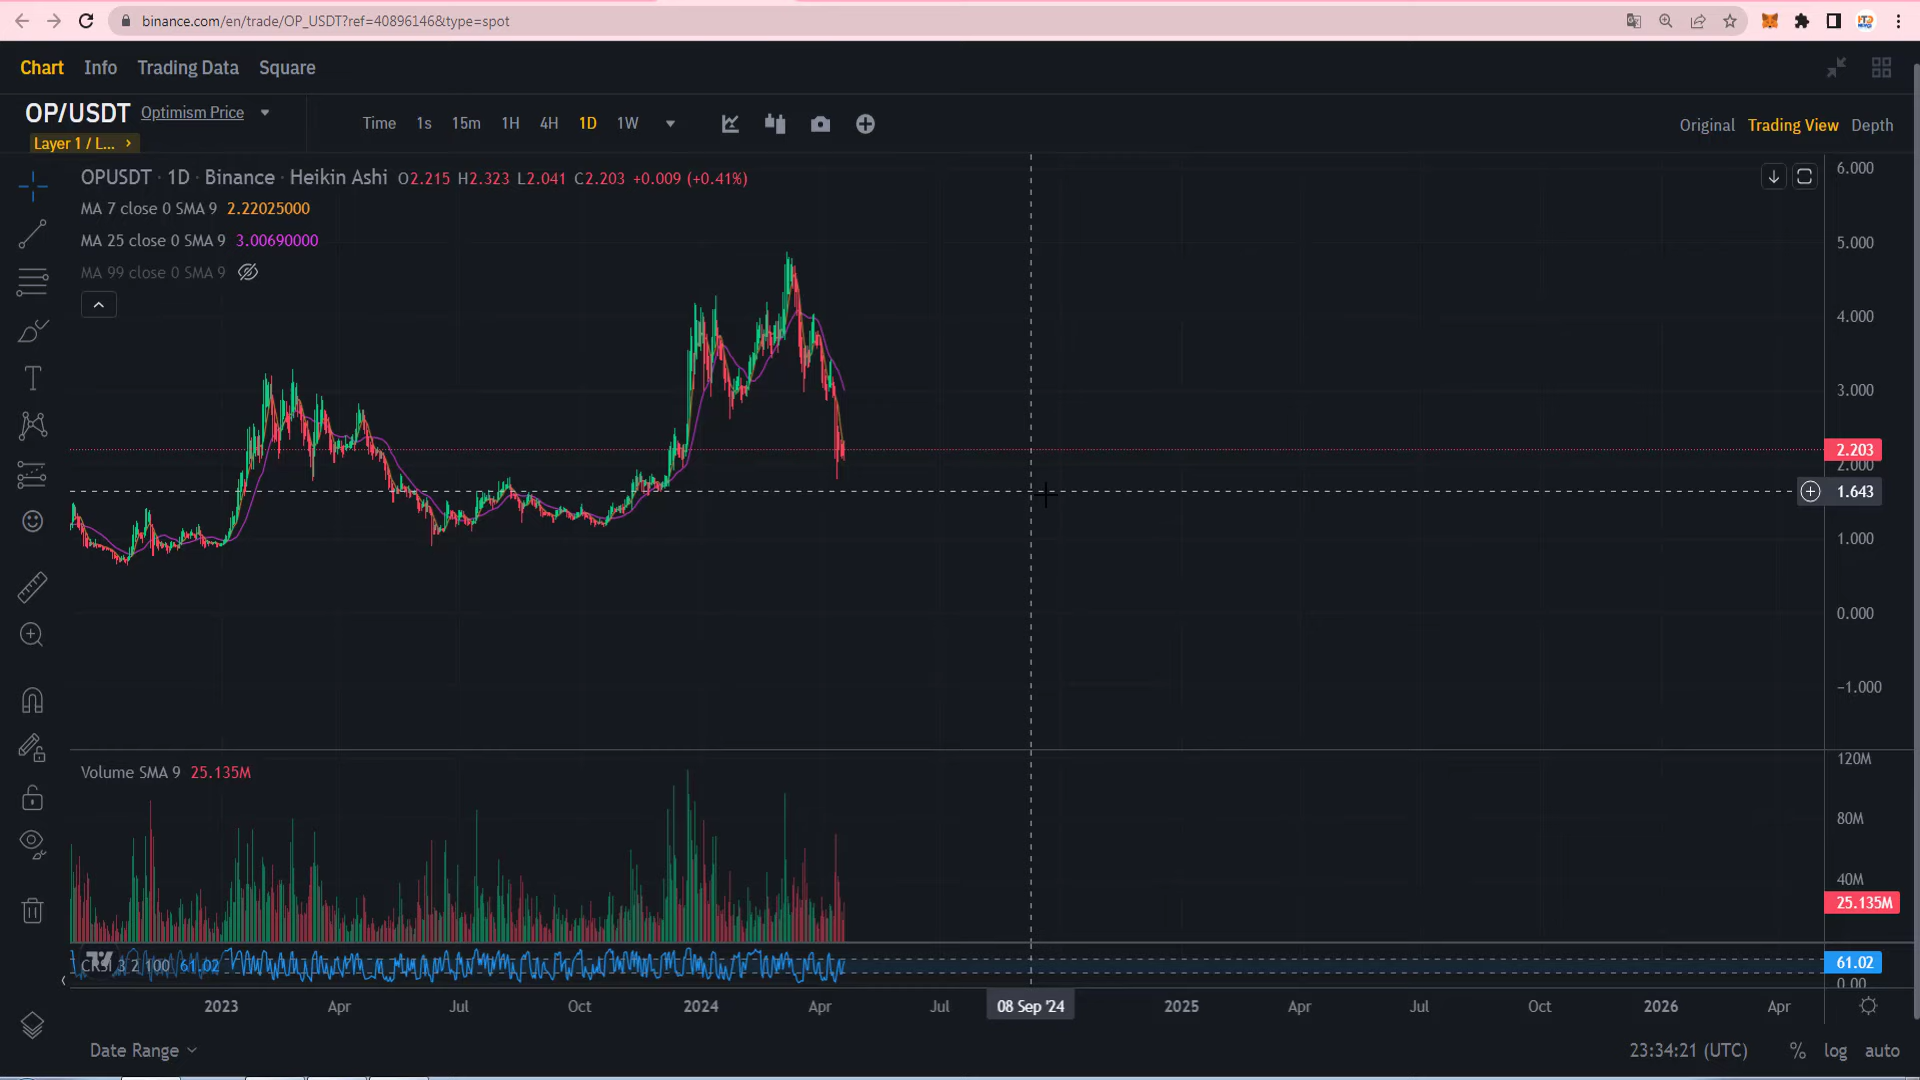 binance.com/en/trade/OP_USDT?ref=40896146&type=spot
Chart Info Trading Data Square
OP/USDT Optimism Price
Layer 1 / L... >
Time 1s 15m 1H 4H 1D 1W
Original Trading View Depth
OPUSDT · 1D · Binance · Heikin Ashi O2.215 H2.323 L2.041 C2.203 +0.009 (+0.41%)
MA 7 close 0 SMA 9 2.22025000
MA 25 close 0 SMA 9 3.00690000
MA 99 close 0 SMA 9
6.000
5.000
4.000
3.000
2.203
2.000
1.643
1.000
0.000
−1.000
Volume SMA 9 25.135M
120M
80M
40M
25.135M
CRSI 3 2 100 61.02
61.02
0.00
2023 Apr Jul Oct 2024 Apr Jul 08 Sep '24 2025 Apr Jul Oct 2026 Apr
Date Range
23:34:21 (UTC) % log auto